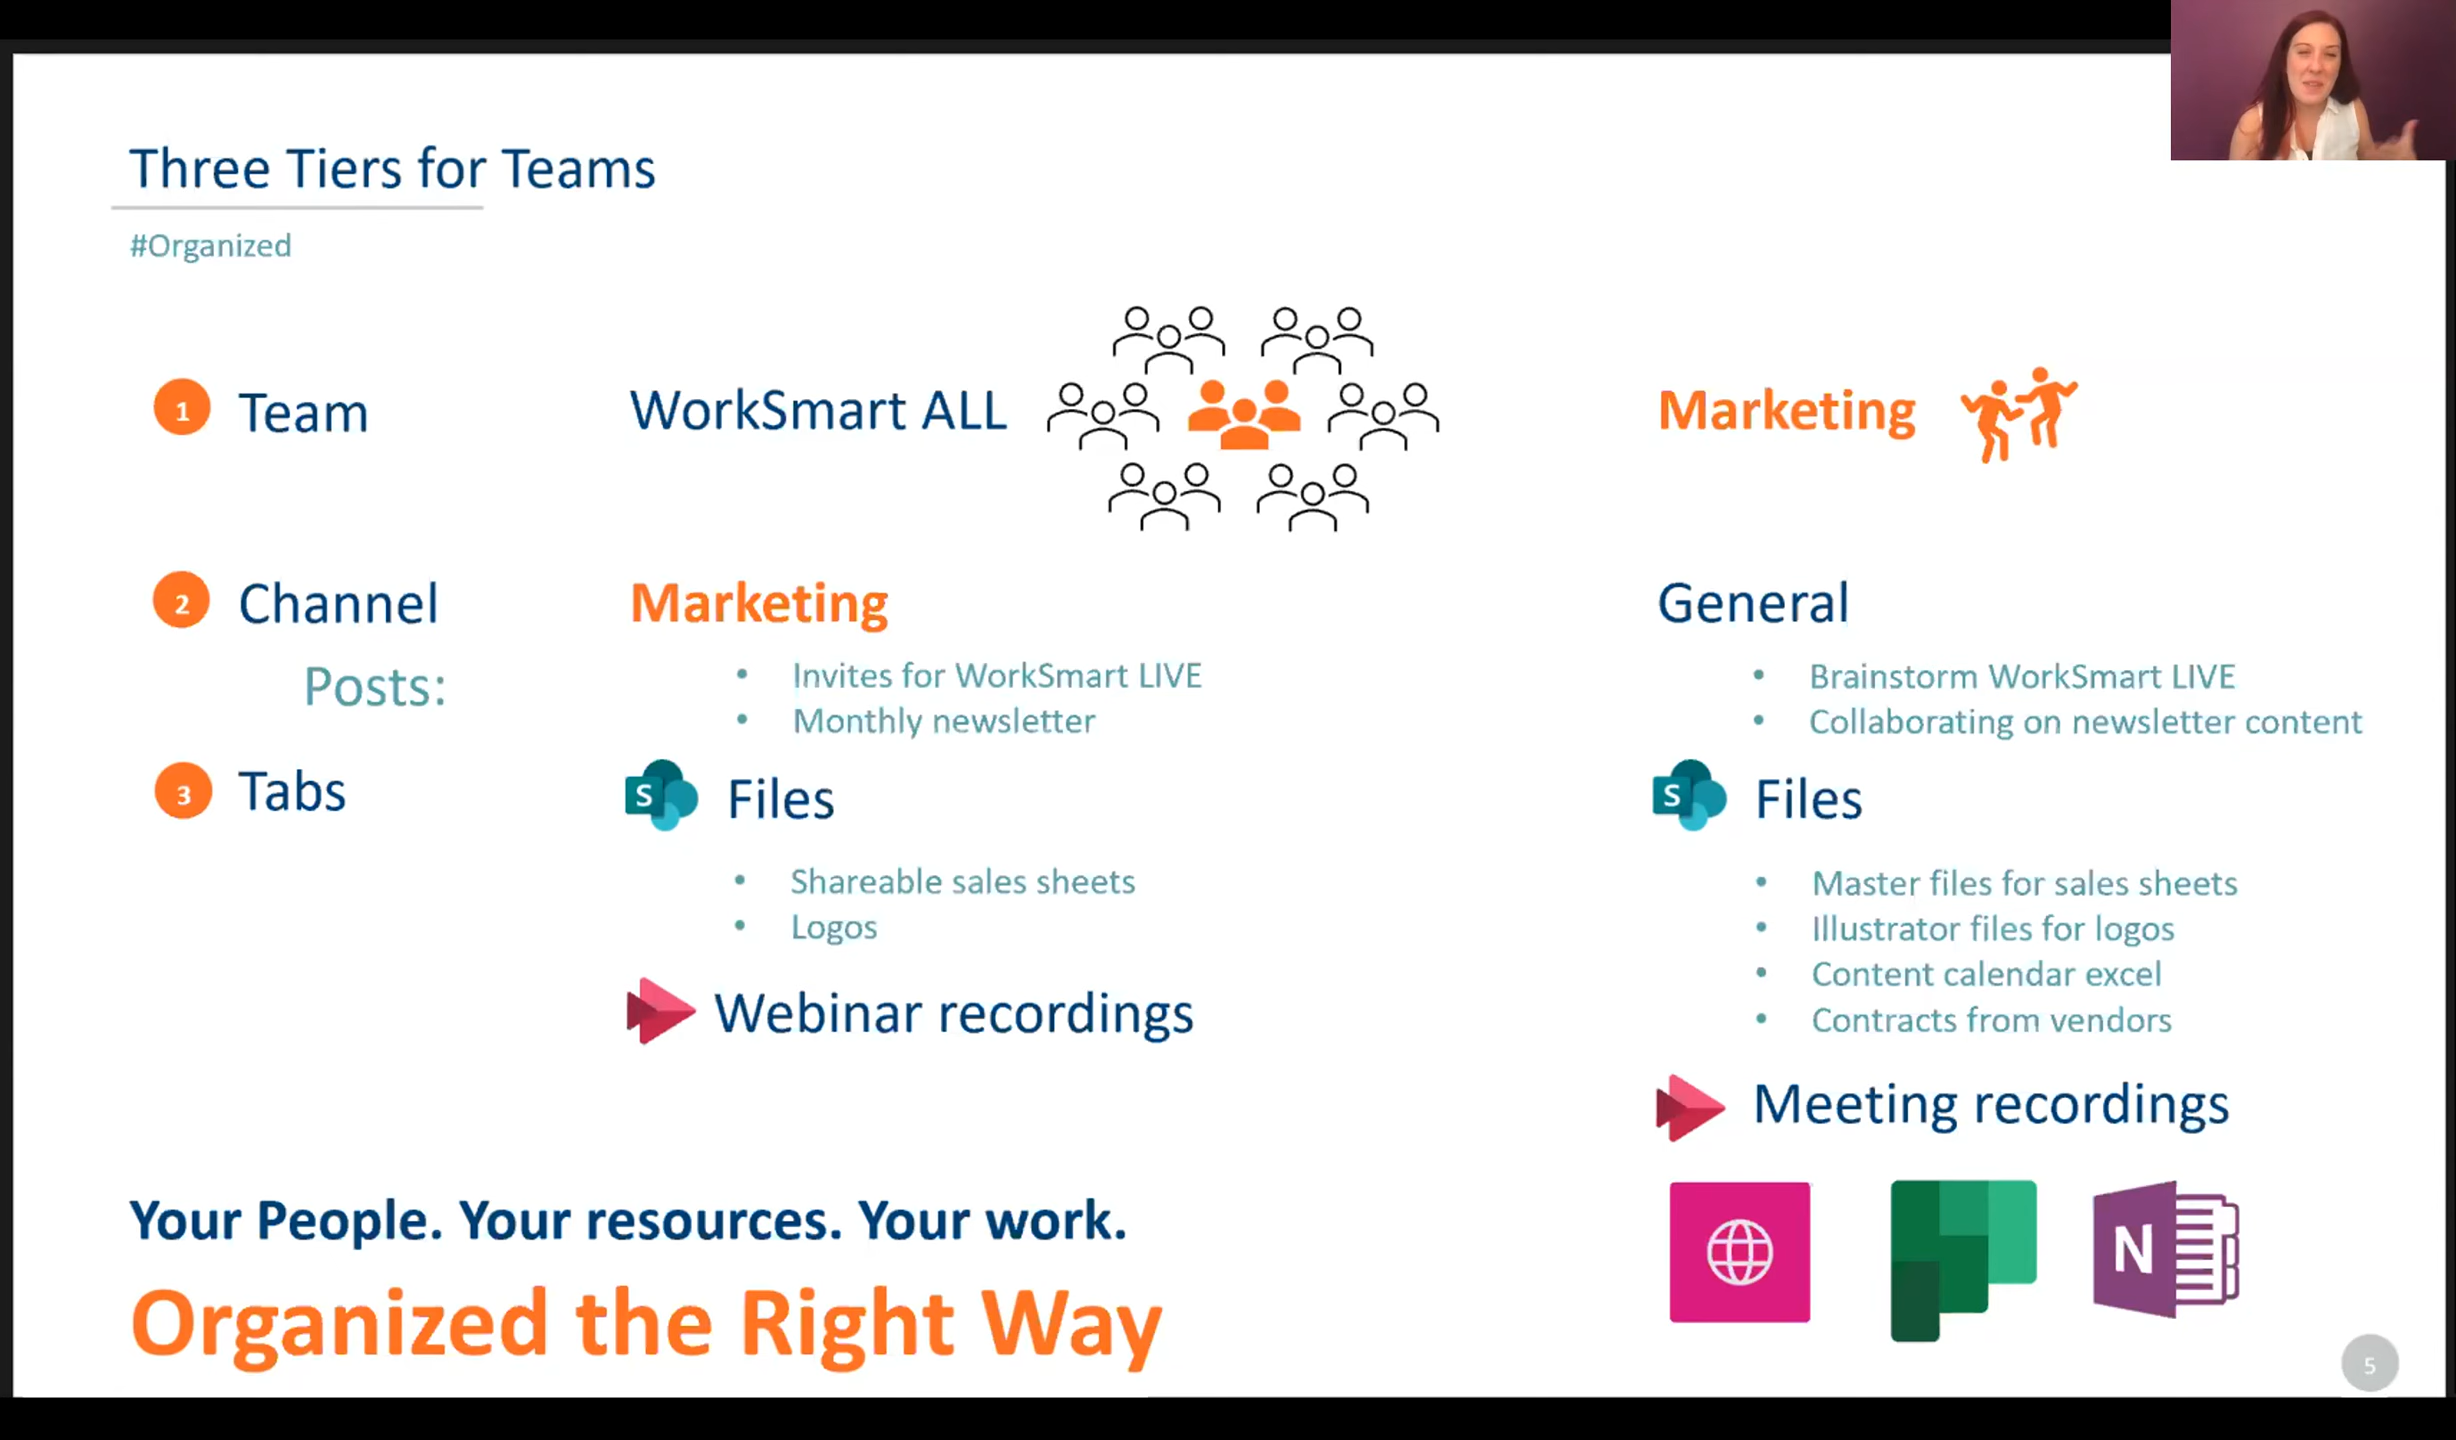 Three Tiers for Teams
#Organized
1 Team
WorkSmart ALL
Marketing
2 Channel
Marketing
General
Posts:
• Invites for WorkSmart LIVE
• Monthly newsletter
• Brainstorm WorkSmart LIVE
• Collaborating on newsletter content
3 Tabs
S Files
• Shareable sales sheets
• Logos
Webinar recordings
S Files
• Master files for sales sheets
• Illustrator files for logos
• Content calendar excel
• Contracts from vendors
Meeting recordings
N
Your People. Your resources. Your work.
Organized the Right Way
5